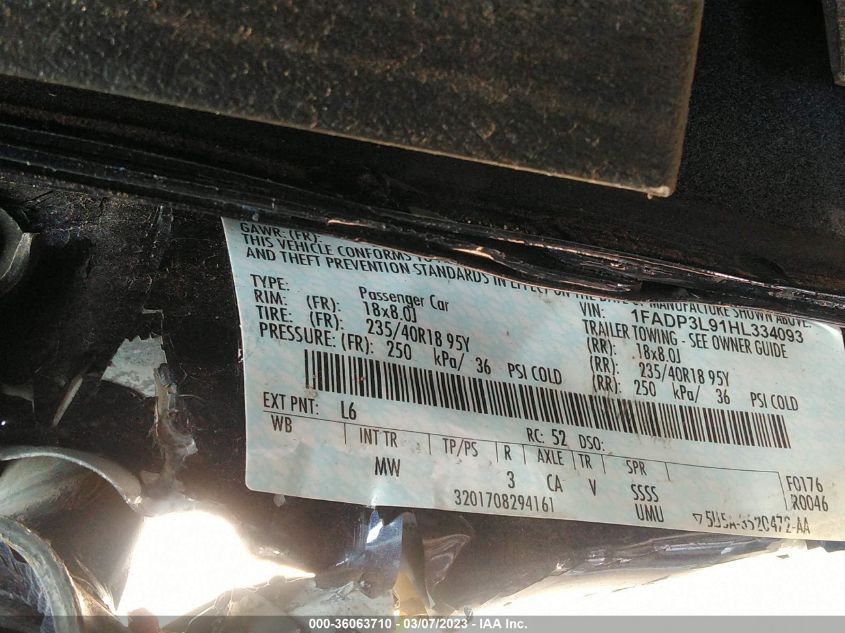 GAWR: (FR):
THIS VEHICLE CONFORMS TO
AND THEFT PREVENTION STANDARDS IN EFFECT ON THE DATE OF MANUFACTURE SHOWN ABOVE.
TYPE: Passenger Car VIN: 1FADP3L91HL334093
TRAILER TOWING - SEE OWNER GUIDE
RIM: (FR): 18x8.0J (RR): 18x8.0J
TIRE: (FR): 235/40R18 95Y (RR): 235/40R18 95Y
PRESSURE: (FR): 250 kPa/ 36 PSI COLD (RR): 250 kPa/ 36 PSI COLD
EXT PNT: L6 RC: 52 DSO:
WB INT TR TP/PS R AXLE TR SPR
MW 3 CA V SSSS F0176
3201708294161 UMU R0046
000-36063710 - 03/07/2023 - IAA Inc.